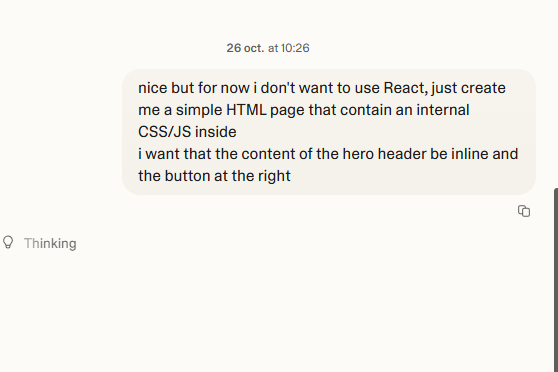 26 oct. at 10:26
nice but for now i don't want to use React, just create
me a simple HTML page that contain an internal
CSS/JS inside
i want that the content of the hero header be inline and
the button at the right
Thinking